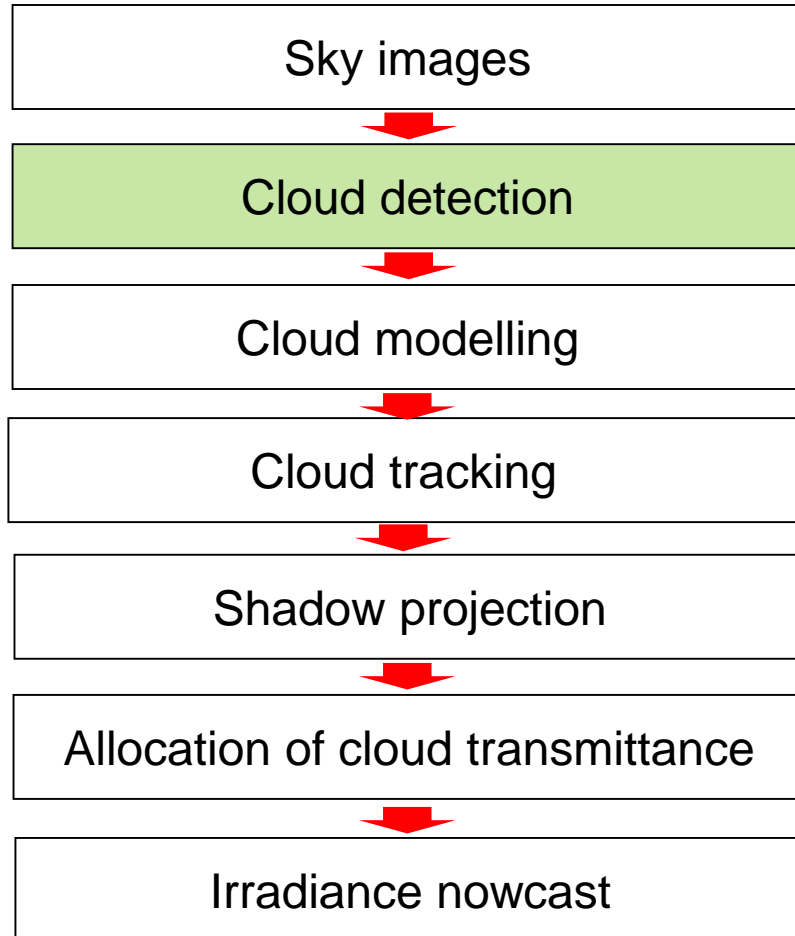 Sky images
Cloud detection
Cloud modelling
Cloud tracking
Shadow projection
Allocation of cloud transmittance
Irradiance nowcast